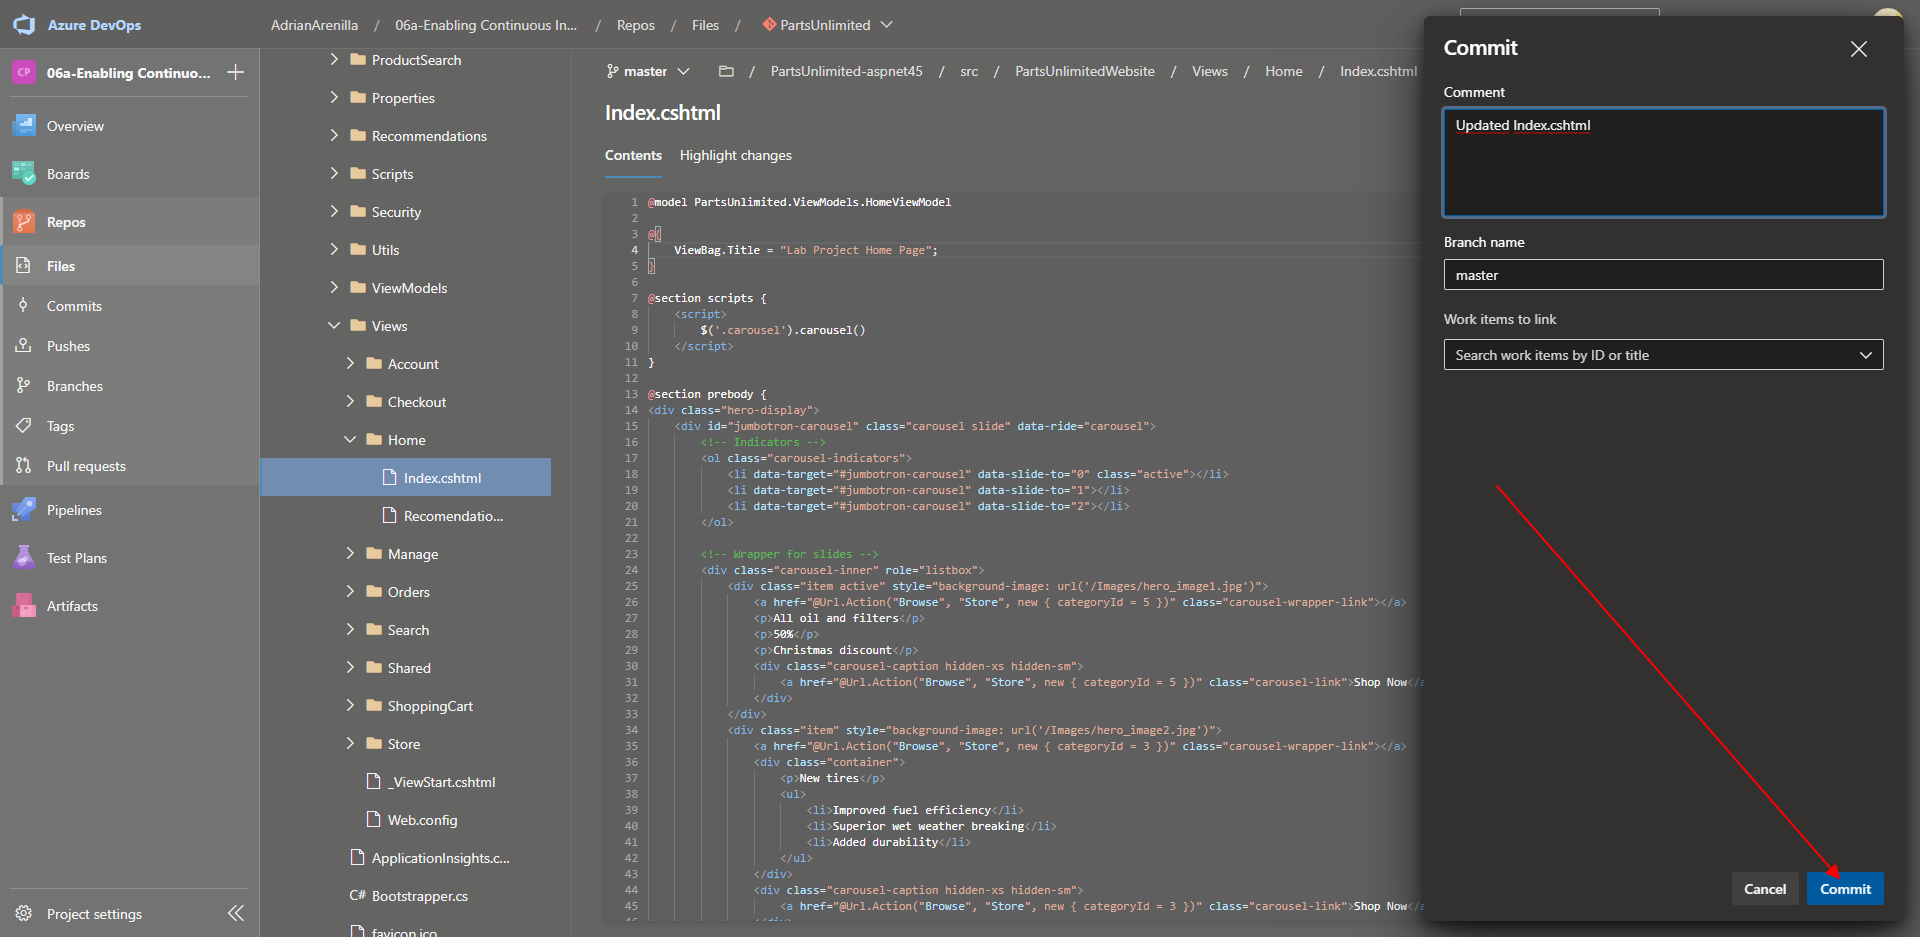 Azure DevOps
AdrianArenilla / 06a-Enabling Continuous In... / Repos / Files / PartsUnlimited
CP 06a-Enabling Continuo...
Overview
Boards
Repos
Files
Commits
Pushes
Branches
Tags
Pull requests
Pipelines
Test Plans
Artifacts
Project settings
ProductSearch
Properties
Recommendations
Scripts
Security
Utils
ViewModels
Views
Account
Checkout
Home
Index.cshtml
Recomendatio...
Manage
Orders
Search
Shared
ShoppingCart
Store
_ViewStart.cshtml
Web.config
ApplicationInsights.c...
C# Bootstrapper.cs
favicon.ico
master / PartsUnlimited-aspnet45 / src / PartsUnlimitedWebsite / Views / Home / Index.cshtml
Index.cshtml
Contents Highlight changes
1 @model PartsUnlimited.ViewModels.HomeViewModel
2
3 @{
4 ViewBag.Title = "Lab Project Home Page";
5 }
6
7 @section scripts {
8 <script>
9 $('.carousel').carousel()
10 </script>
11 }
12
13 @section prebody {
14 <div class="hero-display">
15 <div id="jumbotron-carousel" class="carousel slide" data-ride="carousel">
16 <!-- Indicators -->
17 <ol class="carousel-indicators">
18 <li data-target="#jumbotron-carousel" data-slide-to="0" class="active"></li>
19 <li data-target="#jumbotron-carousel" data-slide-to="1"></li>
20 <li data-target="#jumbotron-carousel" data-slide-to="2"></li>
21 </ol>
22
23 <!-- Wrapper for slides -->
24 <div class="carousel-inner" role="listbox">
25 <div class="item active" style="background-image: url('/Images/hero_image1.jpg')">
26 <a href="@Url.Action("Browse", "Store", new { categoryId = 5 })" class="carousel-wrapper-link"></a>
27 <p>All oil and filters</p>
28 <p>50%</p>
29 <p>Christmas discount</p>
30 <div class="carousel-caption hidden-xs hidden-sm">
31 <a href="@Url.Action("Browse", "Store", new { categoryId = 5 })" class="carousel-link">Shop Now</a
32 </div>
33 </div>
34 <div class="item" style="background-image: url('/Images/hero_image2.jpg')">
35 <a href="@Url.Action("Browse", "Store", new { categoryId = 3 })" class="carousel-wrapper-link"></a>
36 <div class="container">
37 <p>New tires</p>
38 <ul>
39 <li>Improved fuel efficiency</li>
40 <li>Superior wet weather breaking</li>
41 <li>Added durability</li>
42 </ul>
43 </div>
44 <div class="carousel-caption hidden-xs hidden-sm">
45 <a href="@Url.Action("Browse", "Store", new { categoryId = 3 })" class="carousel-link">Shop Now</a
46 </div>
Commit
Comment
Updated Index.cshtml
Branch name
master
Work items to link
Search work items by ID or title
Cancel Commit